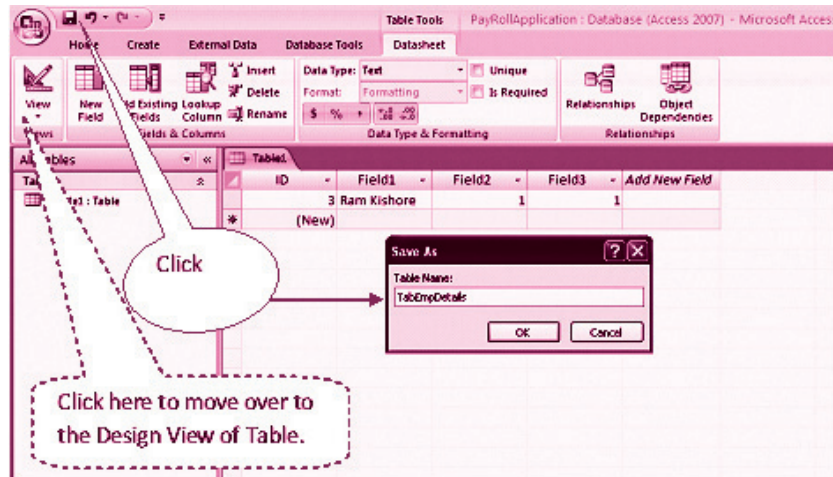 Table Tools PayRollApplication : Database (Access 2007) - Microsoft Acces
Home Create External Data Database Tools Datasheet
View
Views
New Field
Existing Fields
Lookup Column
Insert
Delete
Rename
Fields & Columns
Data Type: Text
Format: Formatting
$ %
Unique
Is Required
Data Type & Formatting
Relationships
Object Dependencies
Relationships
Table1
ID Field1 Field2 Field3 Add New Field
3 Ram Kishore 1 1
(New)
: Table
Click
Save As
Table Name:
TabEmpDetails
OK Cancel
Click here to move over to
the Design View of Table.